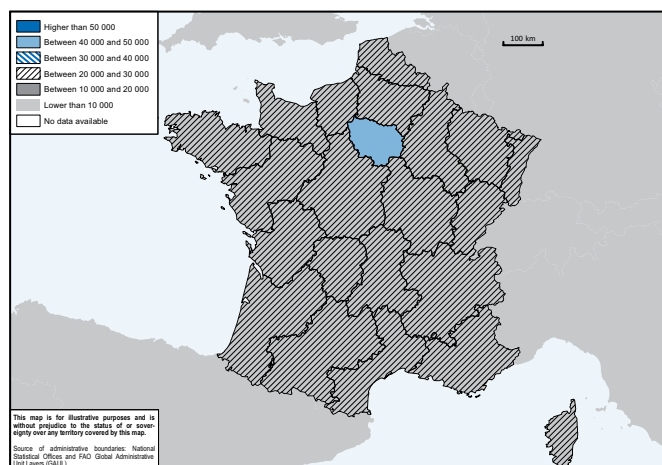 Higher than 50 000
Between 40 000 and 50 000
Between 30 000 and 40 000
Between 20 000 and 30 000
Between 10 000 and 20 000
Lower than 10 000
No data available
100 km
This map is for illustrative purposes and is
without prejudice to the status of or sover-
eignty over any territory covered by this map.
Source of administrative boundaries: National
Statistical Offices and FAO Global Administrative
Unit Layers (GAUL).